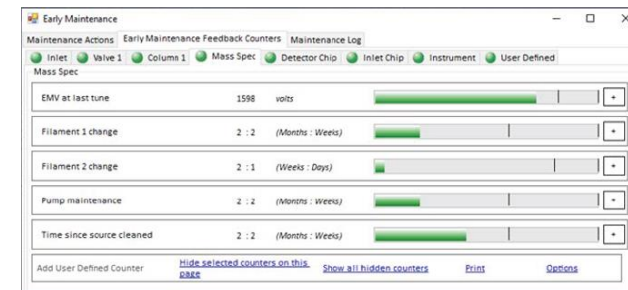 Early Maintenance
Maintenance Actions Early Maintenance Feedback Counters Maintenance Log
Inlet Valve 1 Column 1 Mass Spec Detector Chip Inlet Chip Instrument User Defined
Mass Spec
EMV at last tune 1598 volts +
Filament 1 change 2 : 2 (Months : Weeks) +
Filament 2 change 2 : 1 (Weeks : Days) +
Pump maintenance 2 : 2 (Months : Weeks) +
Time since source cleaned 2 : 2 (Months : Weeks) +
Add User Defined Counter Hide selected counters on this page Show all hidden counters Print Options